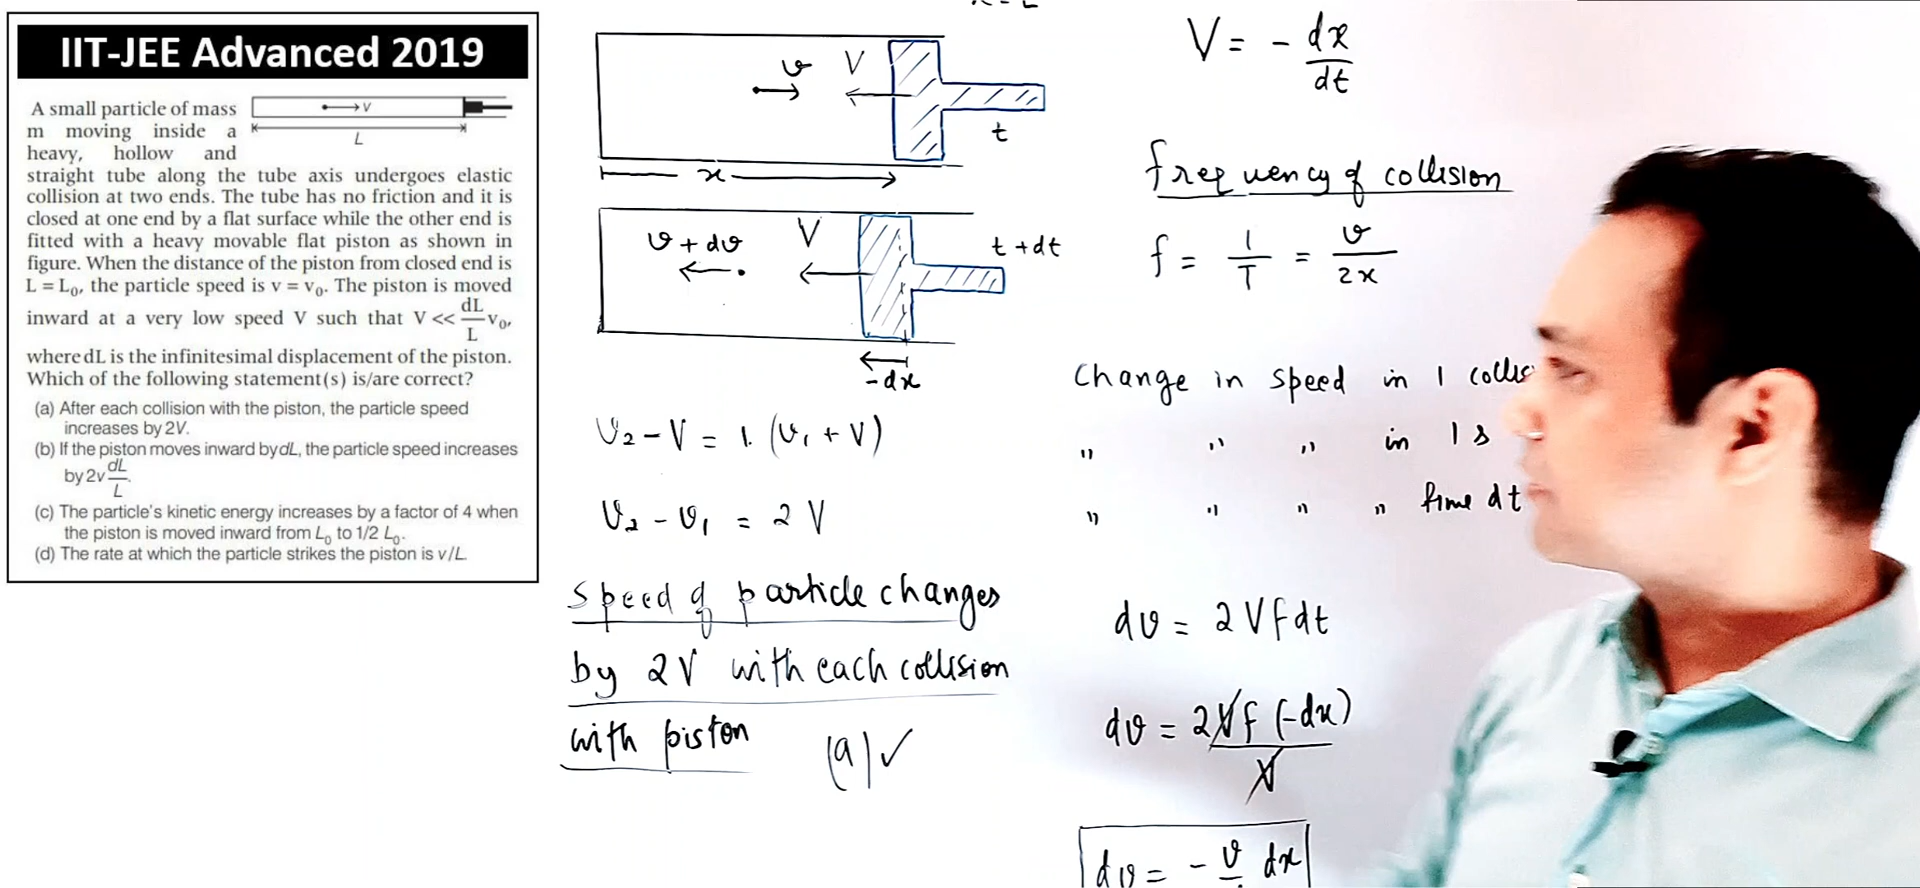 IIT-JEE Advanced 2019
A small particle of mass
m moving inside a
heavy, hollow and
straight tube along the tube axis undergoes elastic
collision at two ends. The tube has no friction and it is
closed at one end by a flat surface while the other end is
fitted with a heavy movable flat piston as shown in
figure. When the distance of the piston from closed end is
L = L₀, the particle speed is v = v₀. The piston is moved
inward at a very low speed V such that V << dL/L v₀,
where dL is the infinitesimal displacement of the piston.
Which of the following statement(s) is/are correct?
(a) After each collision with the piston, the particle speed
increases by 2V.
(b) If the piston moves inward by dL, the particle speed increases
by 2v dL/L.
(c) The particle's kinetic energy increases by a factor of 4 when
the piston is moved inward from L₀ to 1/2 L₀.
(d) The rate at which the particle strikes the piston is v/L
V
L
v V
t
x
v + dv V
t + dt
-dx
v₂ - V = 1. (v₁ + V)
v₂ - v₁ = 2 V
Speed of particle changes
by 2V with each collision
with piston (a) ✓
V = - dx/dt
frequency of collision
f = 1/T = v/2x
Change in speed in 1
" " " in 1 s
" " " " time dt
dv = 2 V f dt
dv = 2 V f (-dx) / V
dv = - v dx